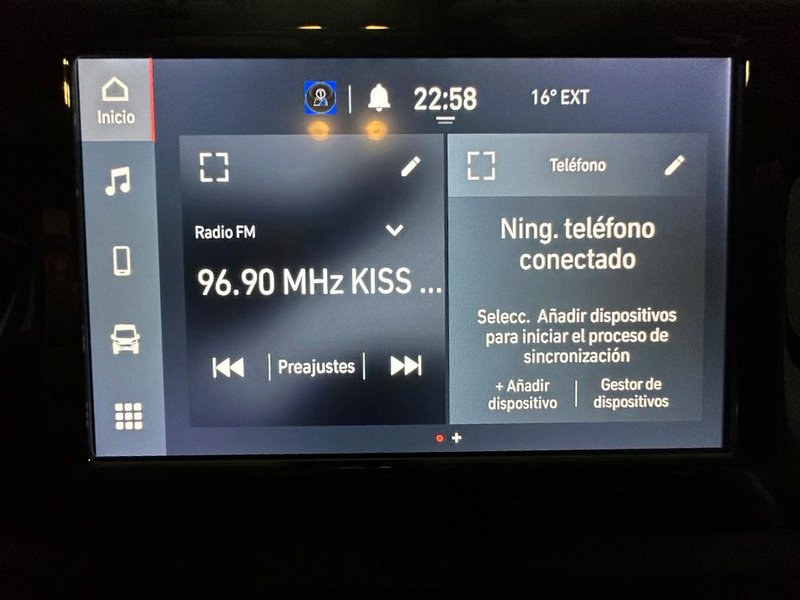 Inicio
22:58
16° EXT
Radio FM
96.90 MHz KISS ...
Preajustes
Teléfono
Ning. teléfono
conectado
Selecc. Añadir dispositivos
para iniciar el proceso de
sincronización
+ Añadir
dispositivo
Gestor de
dispositivos